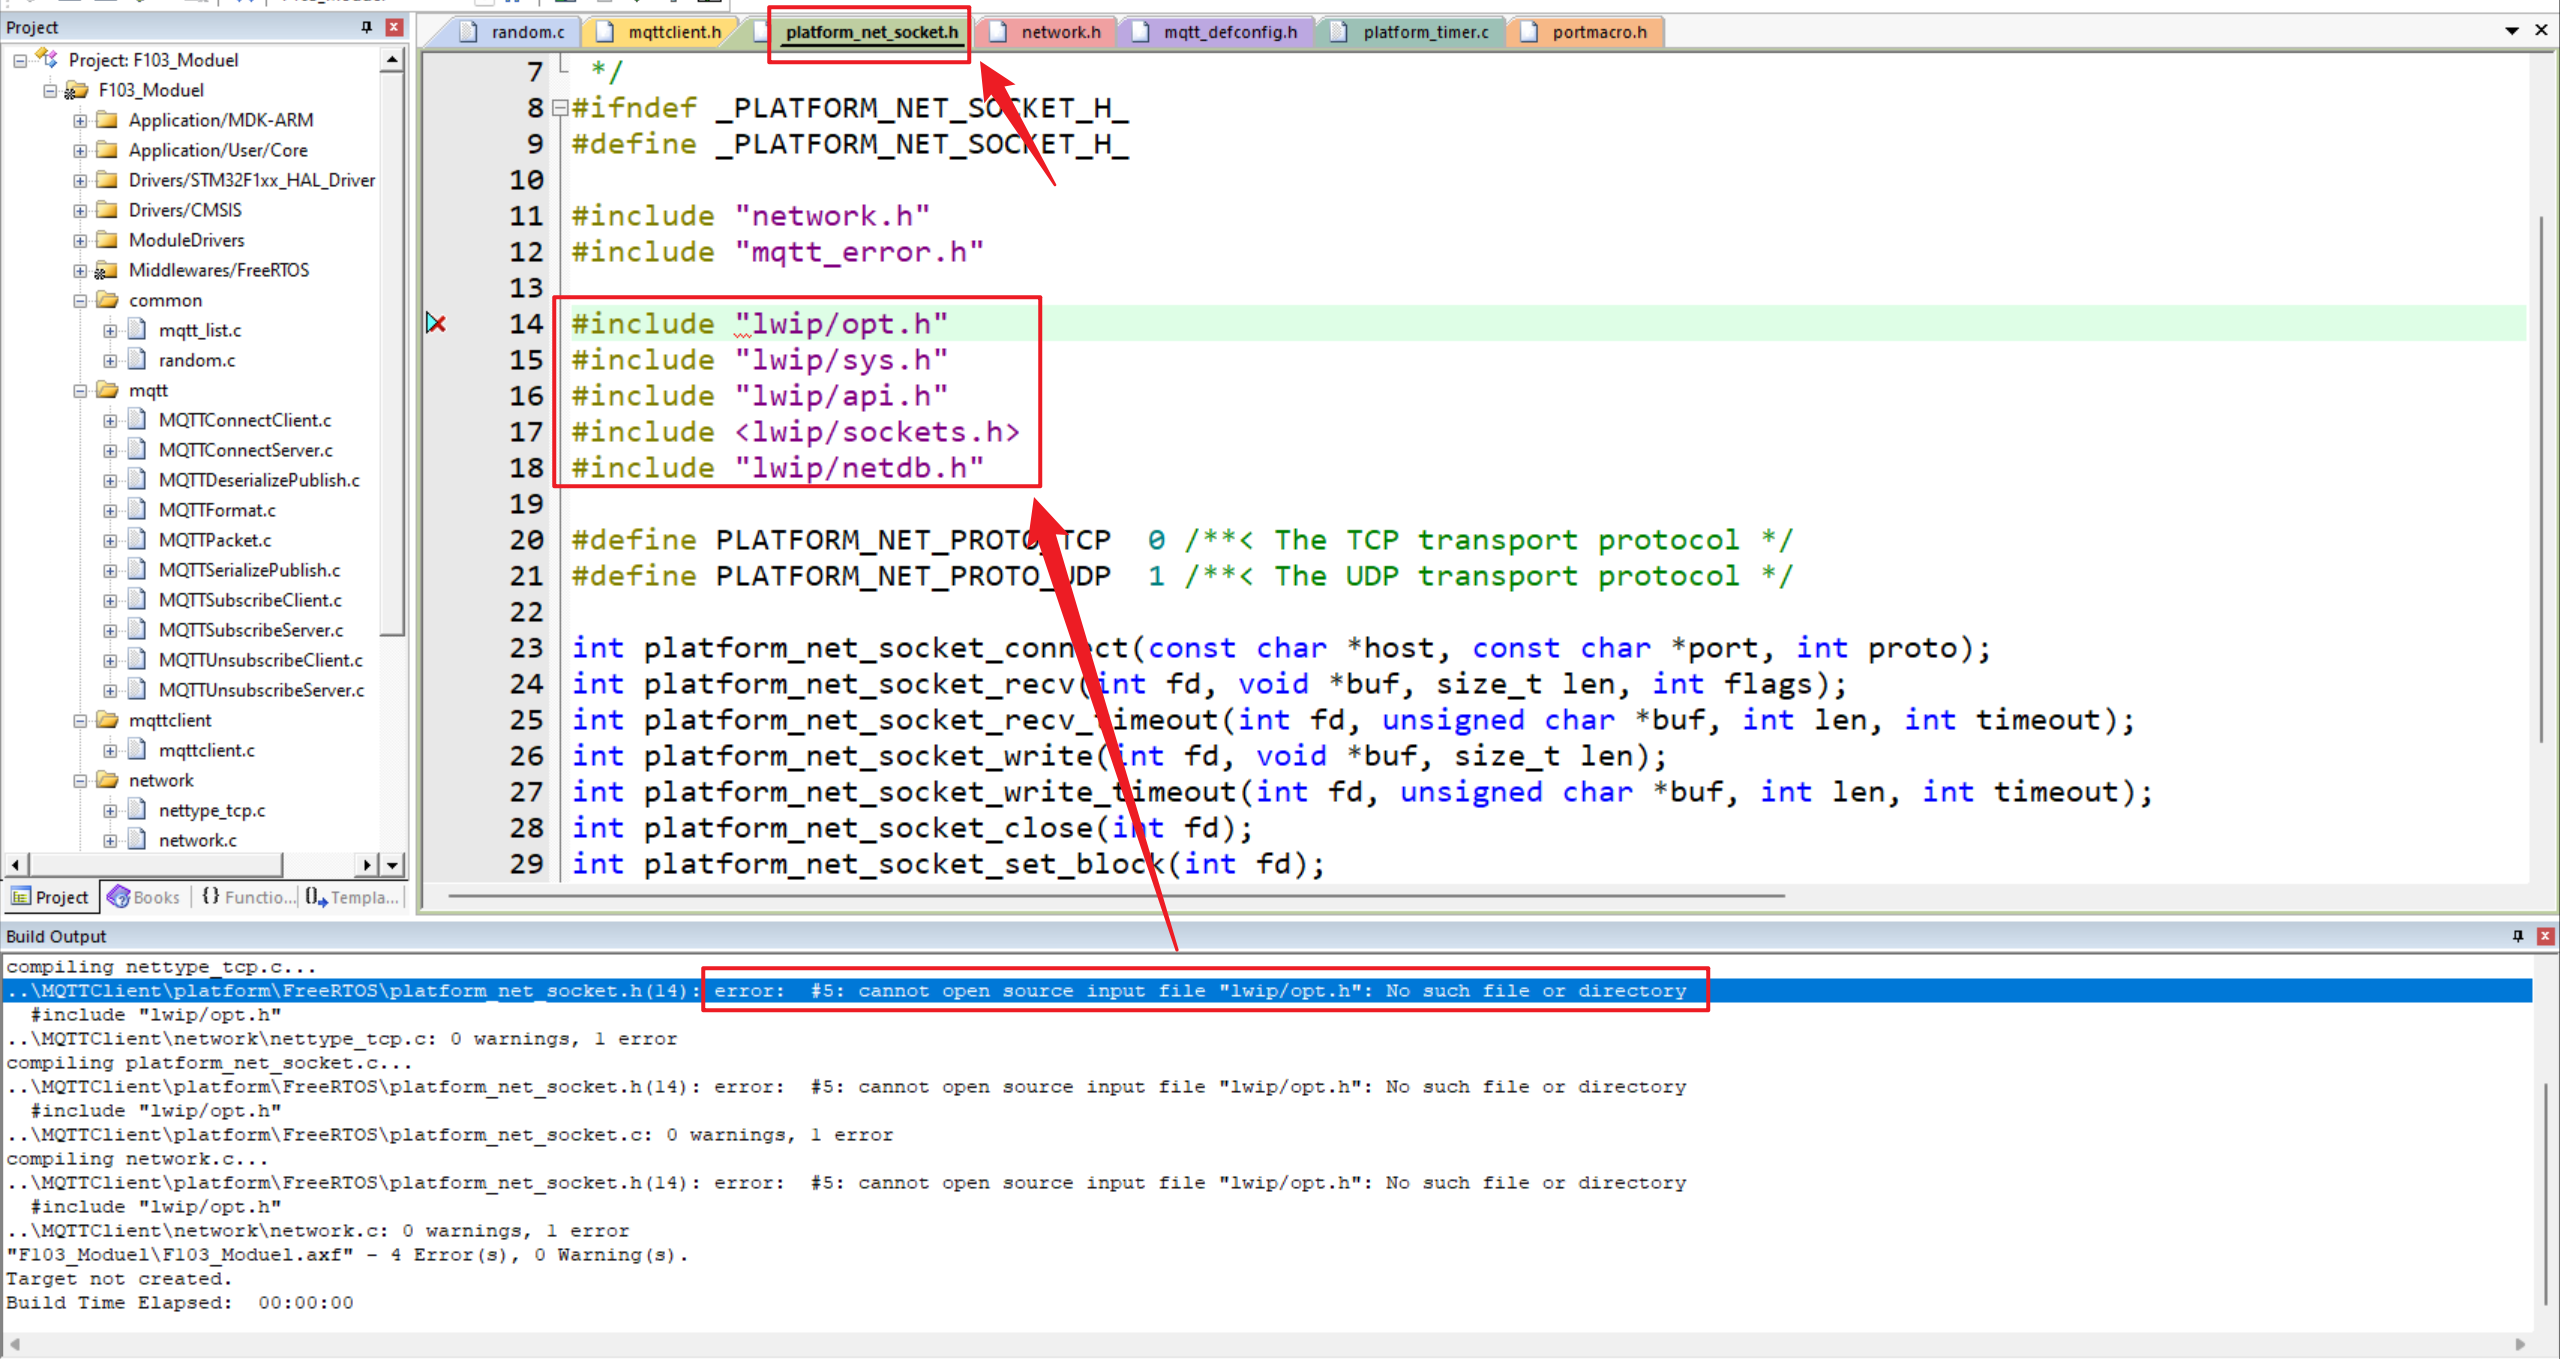 Project
Project: F103_Moduel
F103_Moduel
Application/MDK-ARM
Application/User/Core
Drivers/STM32F1xx_HAL_Driver
Drivers/CMSIS
ModuleDrivers
Middlewares/FreeRTOS
common
mqtt_list.c
random.c
mqtt
MQTTConnectClient.c
MQTTConnectServer.c
MQTTDeserializePublish.c
MQTTFormat.c
MQTTPacket.c
MQTTSerializePublish.c
MQTTSubscribeClient.c
MQTTSubscribeServer.c
MQTTUnsubscribeClient.c
MQTTUnsubscribeServer.c
mqttclient
mqttclient.c
network
nettype_tcp.c
network.c
Project Books {} Functio... Templa...
random.c mqttclient.h platform_net_socket.h network.h mqtt_defconfig.h platform_timer.c portmacro.h
7 */
8 #ifndef _PLATFORM_NET_SOCKET_H_
9 #define _PLATFORM_NET_SOCKET_H_
10
11 #include "network.h"
12 #include "mqtt_error.h"
13
14 #include "lwip/opt.h"
15 #include "lwip/sys.h"
16 #include "lwip/api.h"
17 #include <lwip/sockets.h>
18 #include "lwip/netdb.h"
19
20 #define PLATFORM_NET_PROTO_TCP 0 /**< The TCP transport protocol */
21 #define PLATFORM_NET_PROTO_UDP 1 /**< The UDP transport protocol */
22
23 int platform_net_socket_connect(const char *host, const char *port, int proto);
24 int platform_net_socket_recv(int fd, void *buf, size_t len, int flags);
25 int platform_net_socket_recv_timeout(int fd, unsigned char *buf, int len, int timeout);
26 int platform_net_socket_write(int fd, void *buf, size_t len);
27 int platform_net_socket_write_timeout(int fd, unsigned char *buf, int len, int timeout);
28 int platform_net_socket_close(int fd);
29 int platform_net_socket_set_block(int fd);
Build Output
compiling nettype_tcp.c...
..\MQTTClient\platform\FreeRTOS\platform_net_socket.h(14): error: #5: cannot open source input file "lwip/opt.h": No such file or directory
#include "lwip/opt.h"
..\MQTTClient\network\nettype_tcp.c: 0 warnings, 1 error
compiling platform_net_socket.c...
..\MQTTClient\platform\FreeRTOS\platform_net_socket.h(14): error: #5: cannot open source input file "lwip/opt.h": No such file or directory
#include "lwip/opt.h"
..\MQTTClient\platform\FreeRTOS\platform_net_socket.c: 0 warnings, 1 error
compiling network.c...
..\MQTTClient\platform\FreeRTOS\platform_net_socket.h(14): error: #5: cannot open source input file "lwip/opt.h": No such file or directory
#include "lwip/opt.h"
..\MQTTClient\network\network.c: 0 warnings, 1 error
"F103_Moduel\F103_Moduel.axf" - 4 Error(s), 0 Warning(s).
Target not created.
Build Time Elapsed: 00:00:00